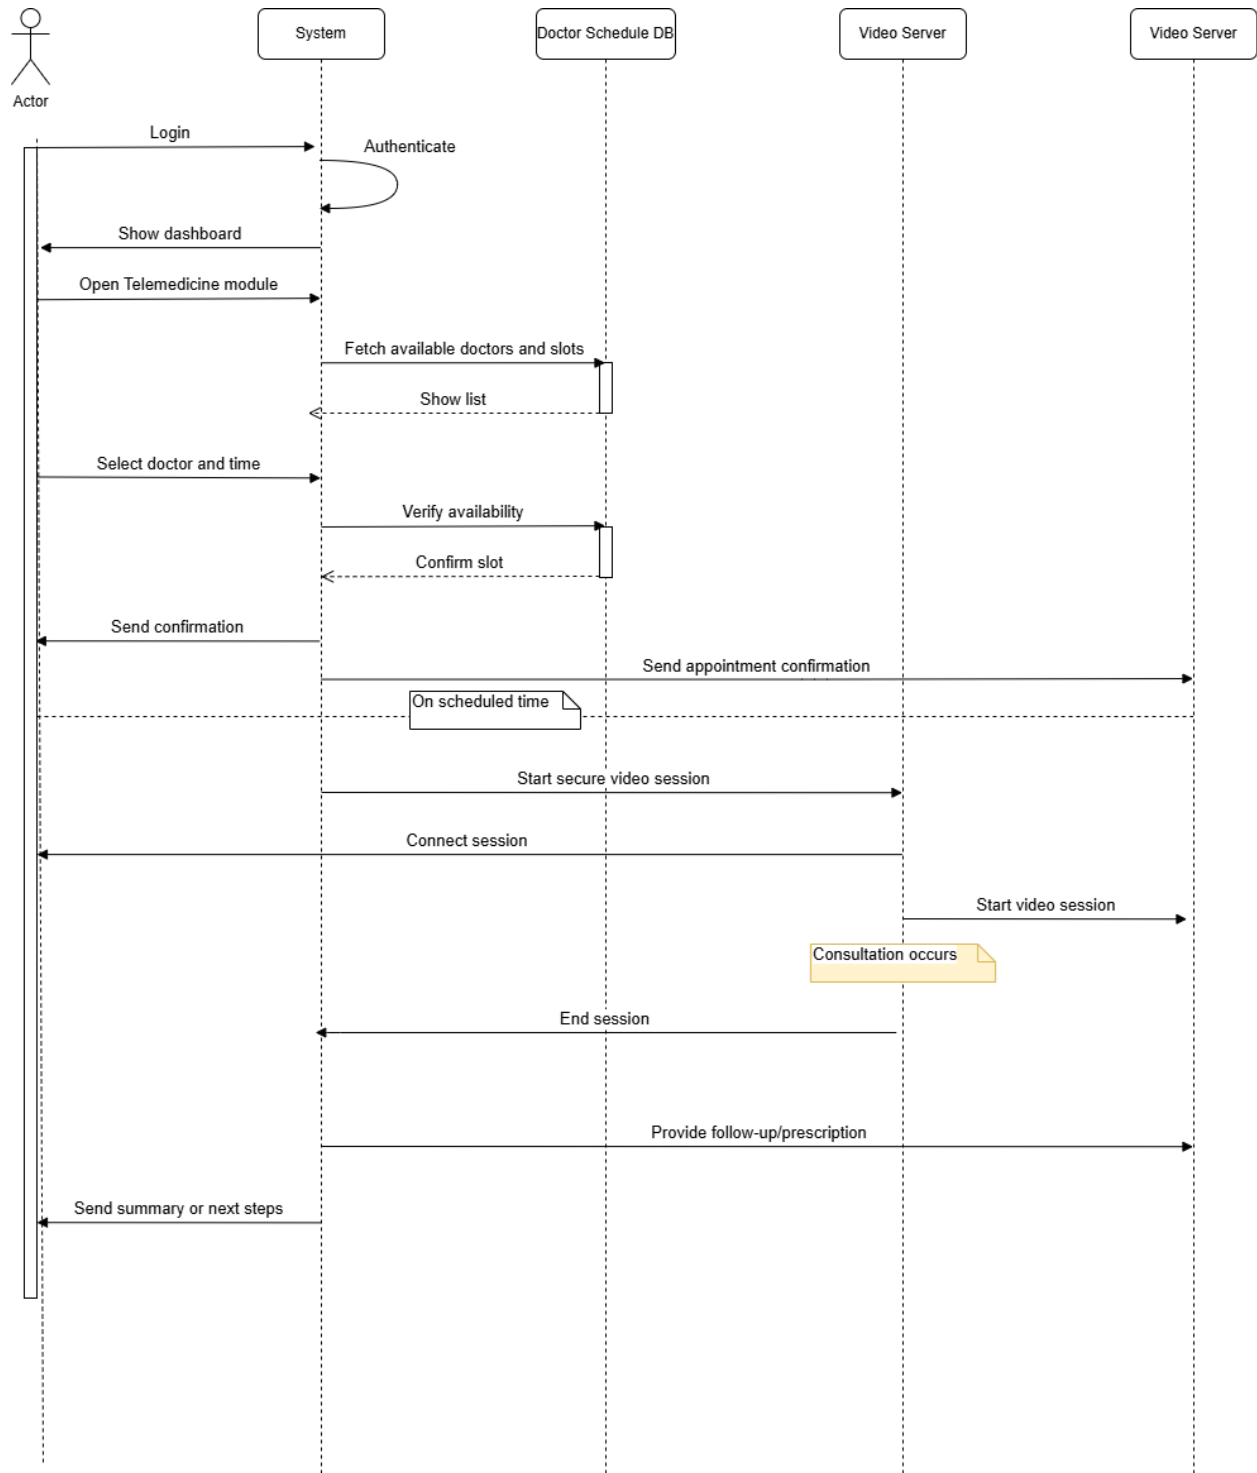 System
Doctor Schedule DB
Video Server
Video Server
Actor
Login
Authenticate
Show dashboard
Open Telemedicine module
Fetch available doctors and slots
Show list
Select doctor and time
Verify availability
Confirm slot
Send confirmation
Send appointment confirmation
On scheduled time
Start secure video session
Connect session
Start video session
Consultation occurs
End session
Provide follow-up/prescription
Send summary or next steps